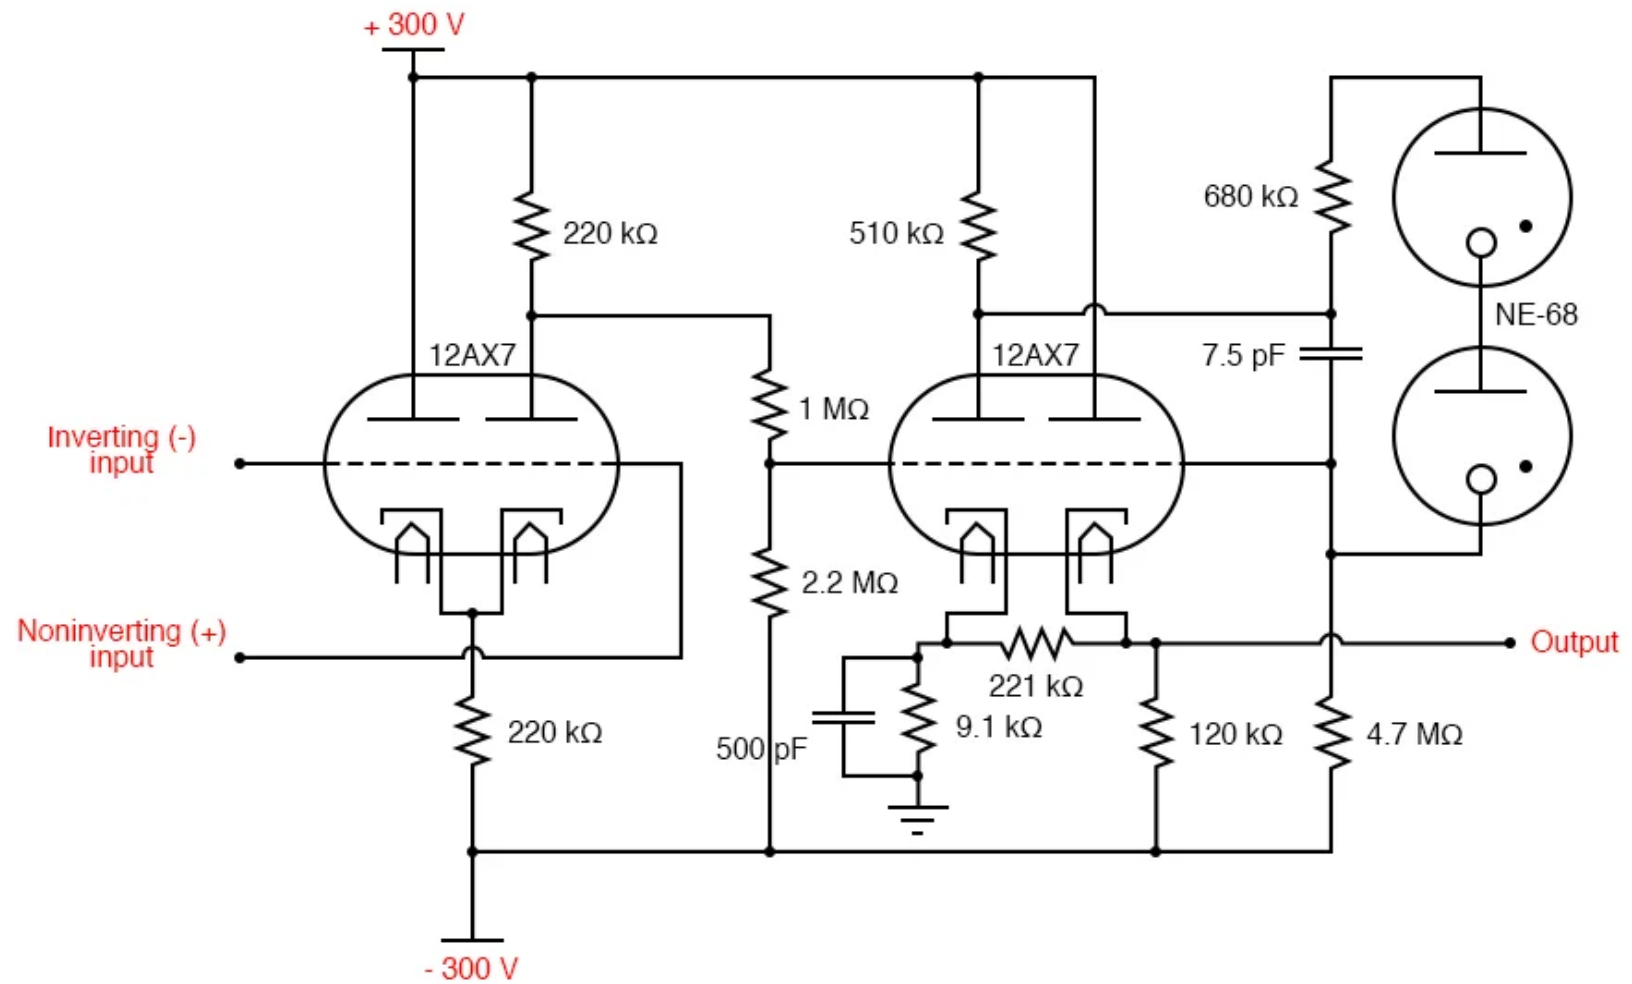 + 300 V
220 kΩ
510 kΩ
680 kΩ
NE-68
12AX7
12AX7
7.5 pF
1 MΩ
Inverting (-)
input
2.2 MΩ
Noninverting (+)
input
Output
221 kΩ
220 kΩ
500 pF
9.1 kΩ
120 kΩ
4.7 MΩ
- 300 V